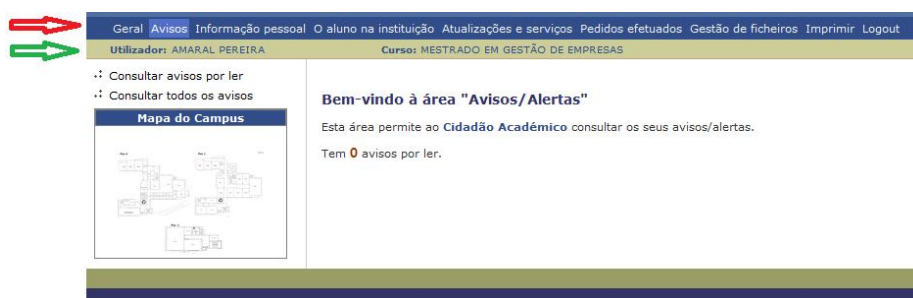 Geral Avisos Informação pessoal O aluno na instituição Atualizações e serviços Pedidos efetuados Gestão de ficheiros Imprimir Logout
Utilizador: AMARAL PEREIRA Curso: MESTRADO EM GESTÃO DE EMPRESAS
Consultar avisos por ler
Consultar todos os avisos
Mapa do Campus
Bem-vindo à área "Avisos/Alertas"
Esta área permite ao Cidadão Académico consultar os seus avisos/alertas.
Tem 0 avisos por ler.